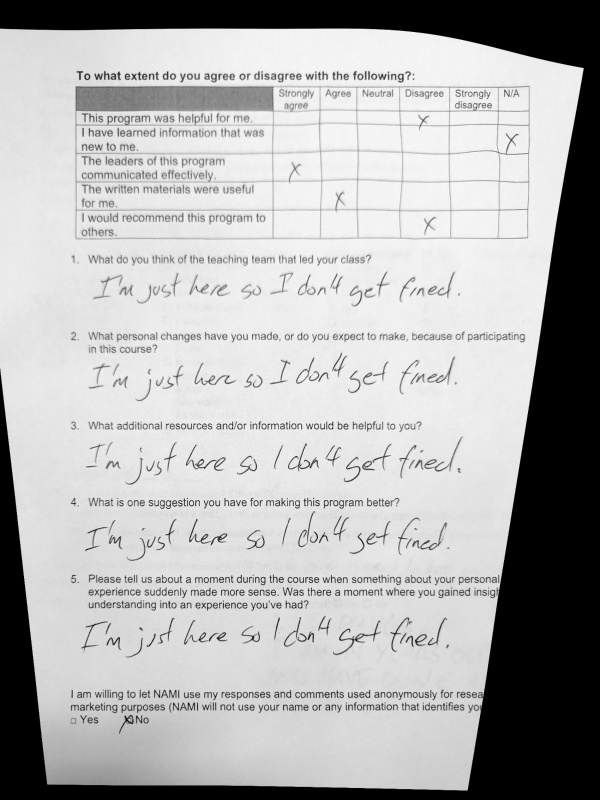 To what extent do you agree or disagree with the following?:
Strongly agree Agree Neutral Disagree Strongly disagree N/A
This program was helpful for me. X
I have learned information that was
new to me. X
The leaders of this program
communicated effectively. X
The written materials were useful
for me. X
I would recommend this program to
others. X
1. What do you think of the teaching team that led your class?
I'm just here so I don't get fined.
2. What personal changes have you made, or do you expect to make, because of participating
in this course?
I'm just here so I don't get fined.
3. What additional resources and/or information would be helpful to you?
I'm just here so I don't get fined.
4. What is one suggestion you have for making this program better?
I'm just here so I don't get fined.
5. Please tell us about a moment during the course when something about your personal
experience suddenly made more sense. Was there a moment where you gained
understanding into an experience you've had?
I'm just here so I don't get fined.
I am willing to let NAMI use my responses and comments used anonymously for
marketing purposes (NAMI will not use your name or any information that identifies
□ Yes ☒ No